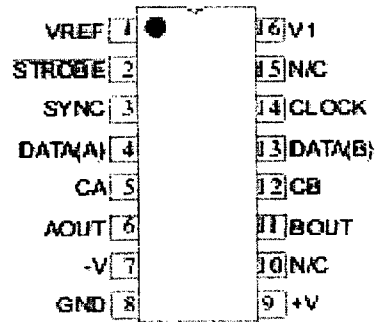 VREF 1 16 V1
STROBE 2 15 N/C
SYNC 3 14 CLOCK
DATA(A) 4 13 DATA(B)
CA 5 12 CB
AOUT 6 11 BOUT
-V 7 10 N/C
GND 8 9 +V